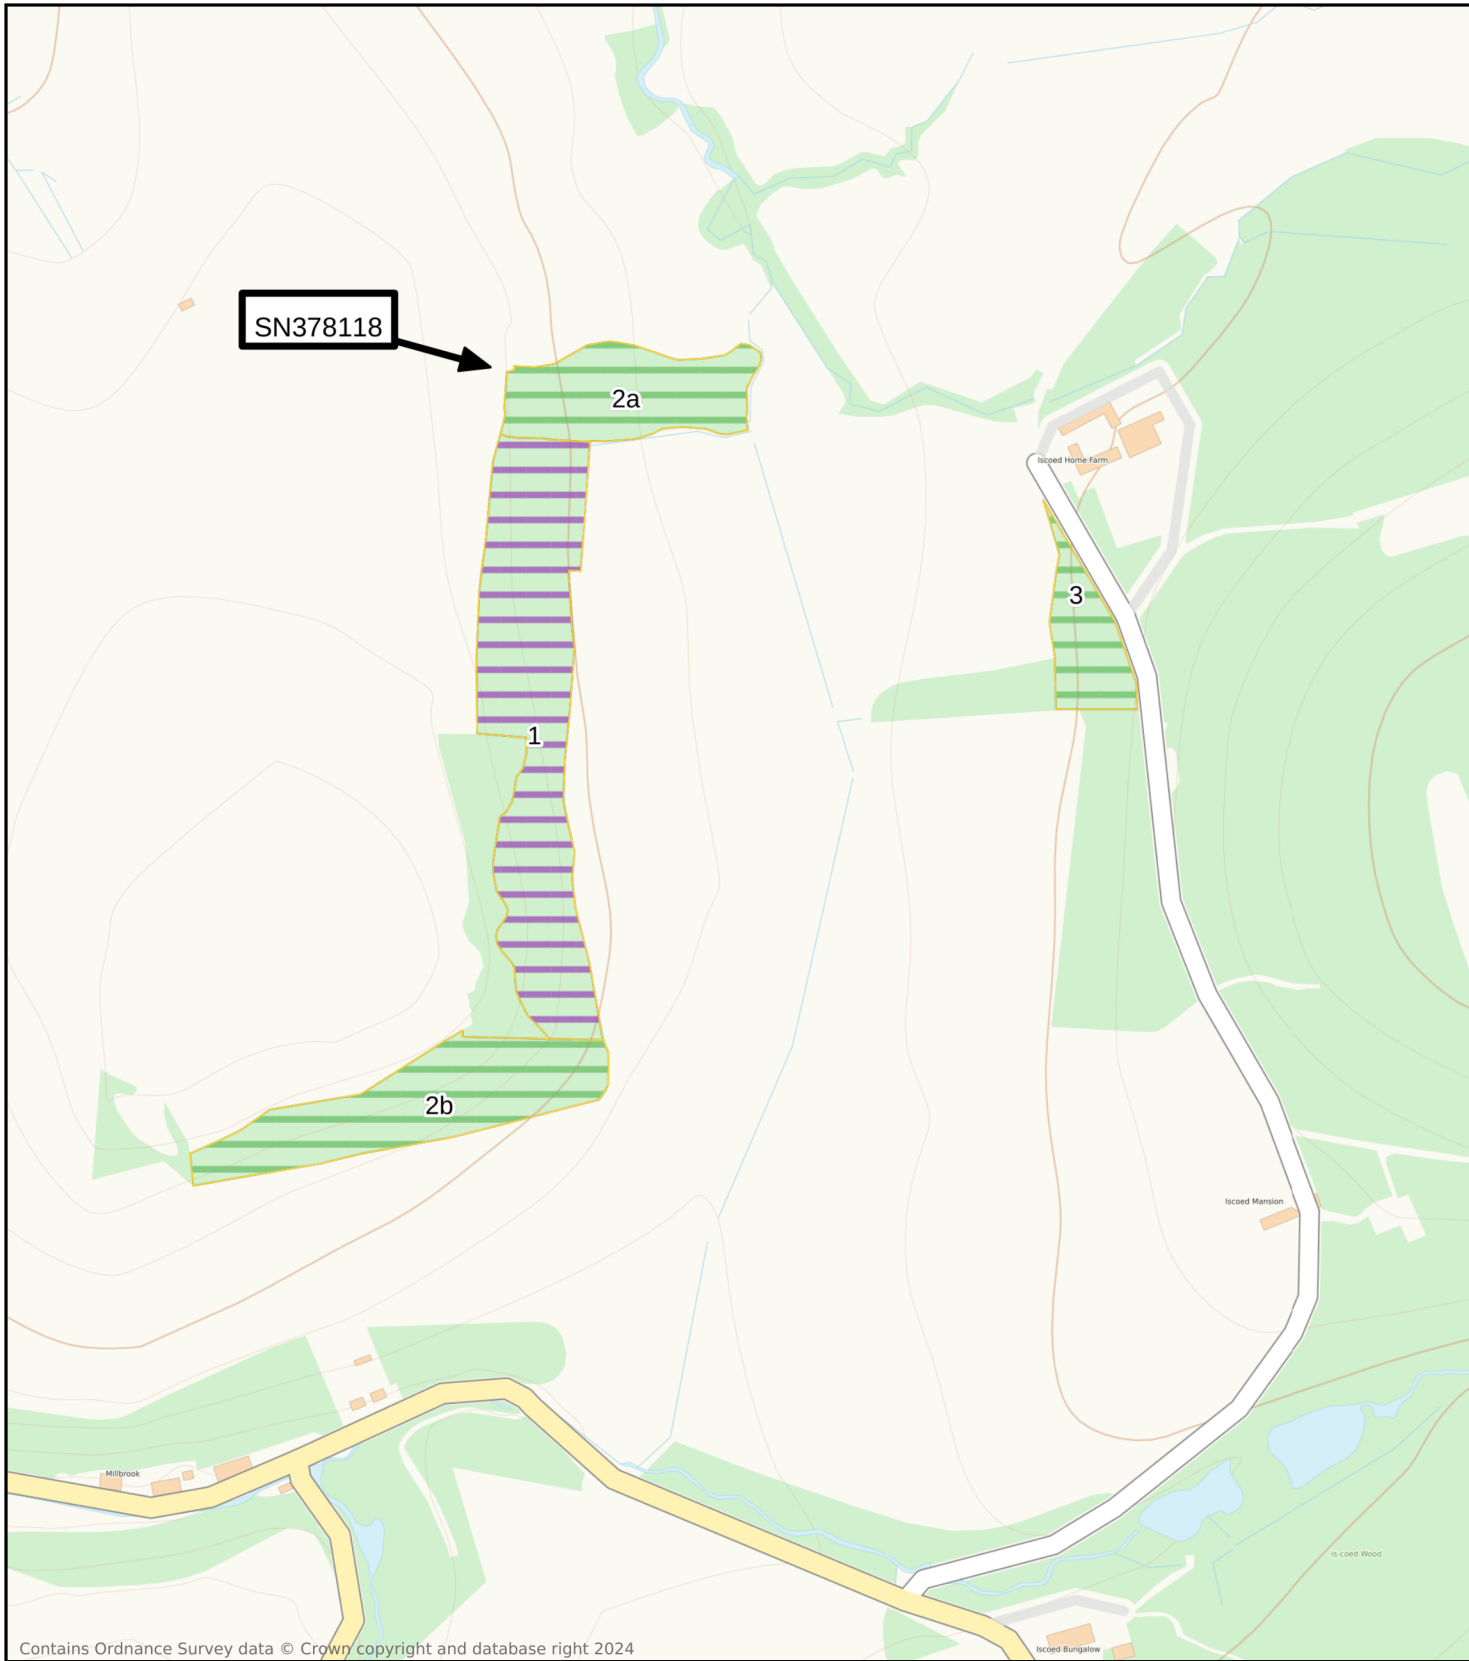 SN378118
2a
Iscoed Home Farm
3
1
2b
Iscoed Mansion
Millbrook
Is-coed Wood
Contains Ordnance Survey data © Crown copyright and database right 2024
Iscoed Bungalow